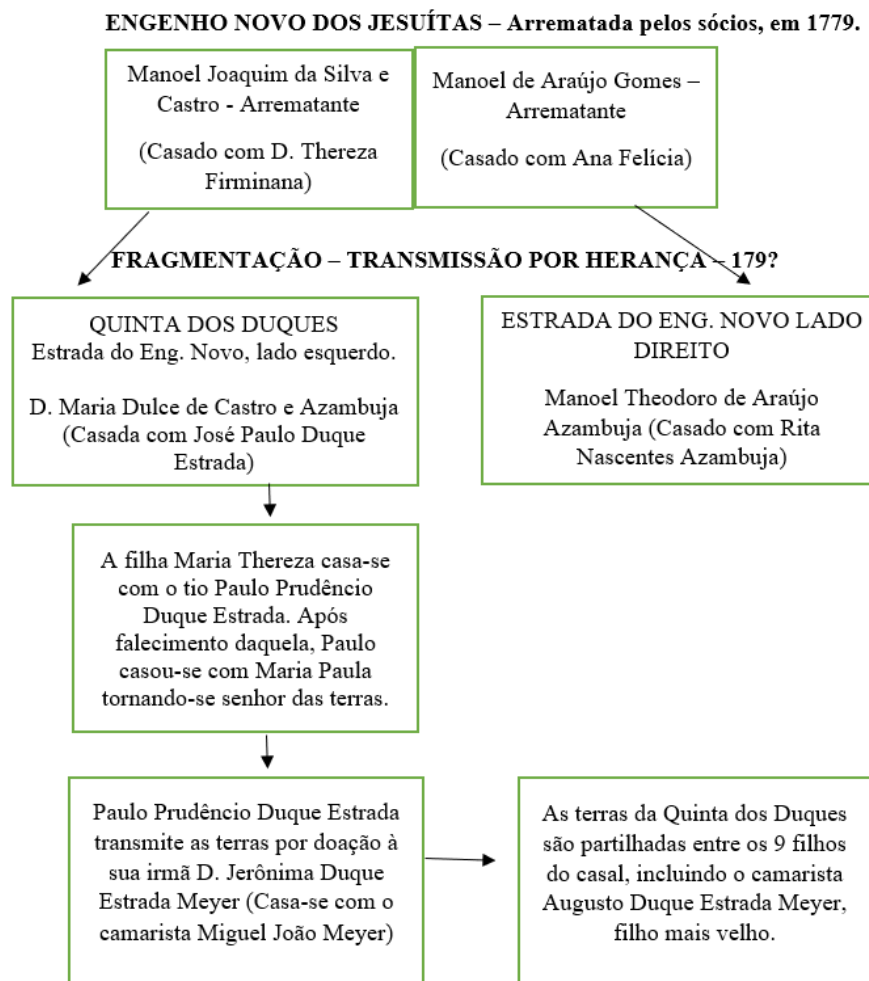 ENGENHO NOVO DOS JESUÍTAS – Arrematada pelos sócios, em 1779.
Manoel Joaquim da Silva e
Castro - Arrematante
(Casado com D. Thereza
Firminana)
Manoel de Araújo Gomes –
Arrematante
(Casado com Ana Felícia)
FRAGMENTAÇÃO – TRANSMISSÃO POR HERANÇA – 179?
QUINTA DOS DUQUES
Estrada do Eng. Novo, lado esquerdo.
D. Maria Dulce de Castro e Azambuja
(Casada com José Paulo Duque
Estrada)
ESTRADA DO ENG. NOVO LADO
DIREITO
Manoel Theodoro de Araújo
Azambuja (Casado com Rita
Nascentes Azambuja)
A filha Maria Thereza casa-se
com o tio Paulo Prudêncio
Duque Estrada. Após
falecimento daquela, Paulo
casou-se com Maria Paula
tornando-se senhor das terras.
Paulo Prudêncio Duque Estrada
transmite as terras por doação à
sua irmã D. Jerônima Duque
Estrada Meyer (Casa-se com o
camarista Miguel João Meyer)
As terras da Quinta dos Duques
são partilhadas entre os 9 filhos
do casal, incluindo o camarista
Augusto Duque Estrada Meyer,
filho mais velho.